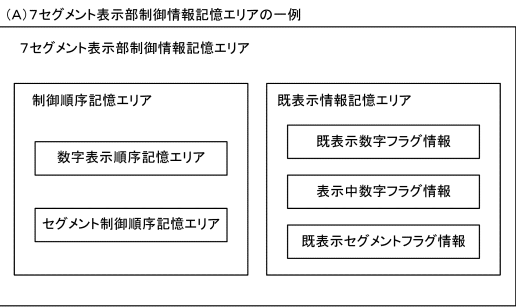 (A)7セグメント表示部制御情報記憶エリアの一例
7セグメント表示部制御情報記憶エリア
制御順序記憶エリア
数字表示順序記憶エリア
セグメント制御順序記憶エリア
既表示情報記憶エリア
既表示数字フラグ情報
表示中数字フラグ情報
既表示セグメントフラグ情報